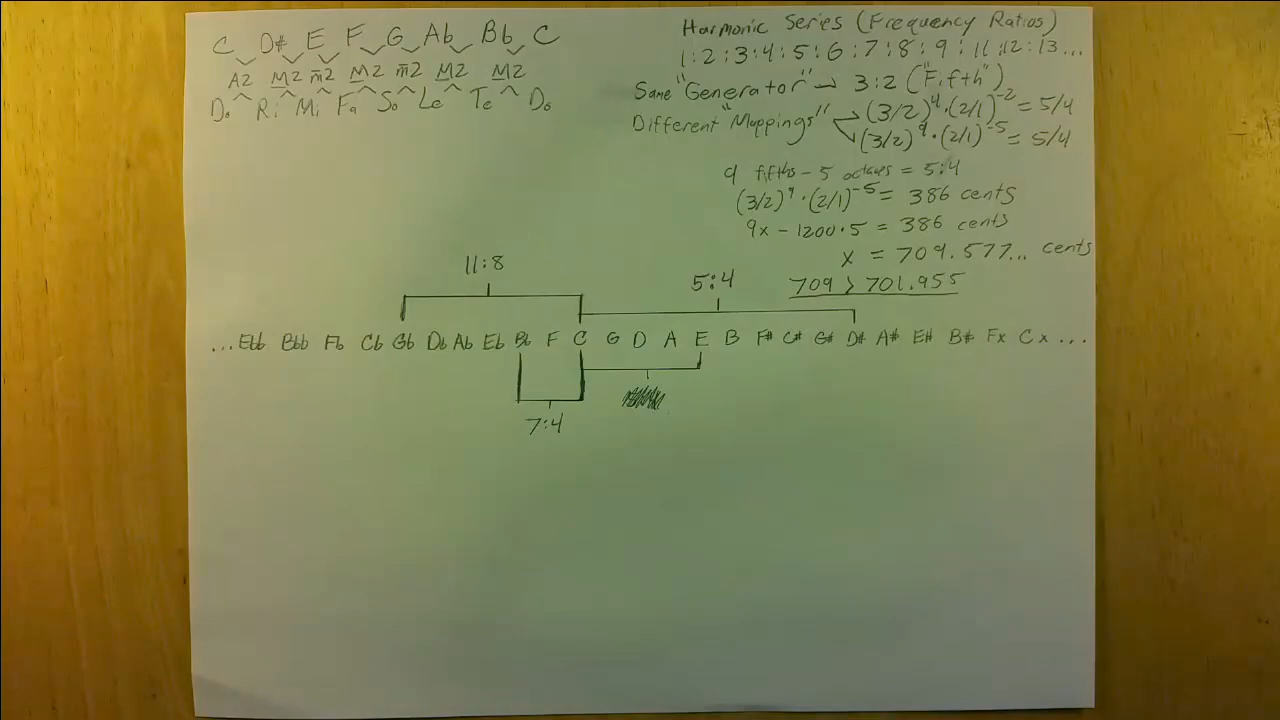 C D# E F G Ab Bb C
A2 M2 m2 M2 m2 M2 M2
Do Ri Mi Fa So Le Te Do
Harmonic Series (Frequency Ratios)
1:2:3:4:5:6:7:8:9:11:12:13...
Same "Generator" → 3:2 ("Fifth")
Different "Mappings" → (3/2)^4 · (2/1)^-2 = 5/4
(3/2)^9 · (2/1)^-5 = 5/4
9 fifths - 5 octaves = 5:4
(3/2)^9 · (2/1)^-5 = 386 cents
9x - 1200·5 = 386 cents
x = 709.577... cents
709 > 701.955
11:8
5:4
...Ebb Bbb Fb Cb Gb Db Ab Eb Bb F C G D A E B F# C# G# D# A# E# B# Fx Cx ...
7:4